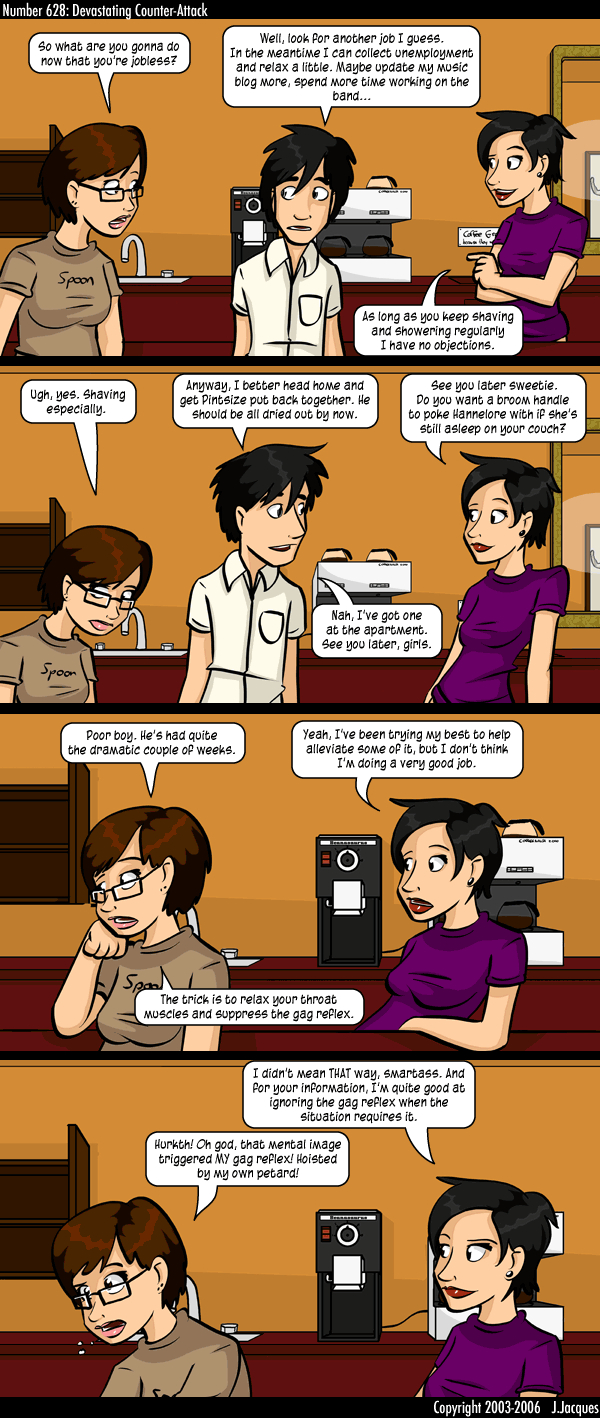 Number 628: Devastating Counter-Attack
So what are you gonna do
now that you're jobless?
Well, look for another job I guess.
In the meantime I can collect unemployment
and relax a little. Maybe update my music
blog more, spend more time working on the
band...
Spoon
As long as you keep shaving
and showering regularly
I have no objections.
Ugh, yes. Shaving
especially.
Anyway, I better head home and
get Pintsize put back together. He
should be all dried out by now.
See you later sweetie.
Do you want a broom handle
to poke Hannelore with if she's
still asleep on your couch?
Nah, I've got one
at the apartment.
See you later, girls.
Spoon
Poor boy. He's had quite
the dramatic couple of weeks.
Yeah, I've been trying my best to help
alleviate some of it, but I don't think
I'm doing a very good job.
Spoon
The trick is to relax your throat
muscles and suppress the gag reflex.
I didn't mean THAT way, smartass. And
for your information, I'm quite good at
ignoring the gag reflex when the
situation requires it.
Hurkth! Oh god, that mental image
triggered MY gag reflex! Hoisted
by my own petard!
Copyright 2003-2006 J.Jacques